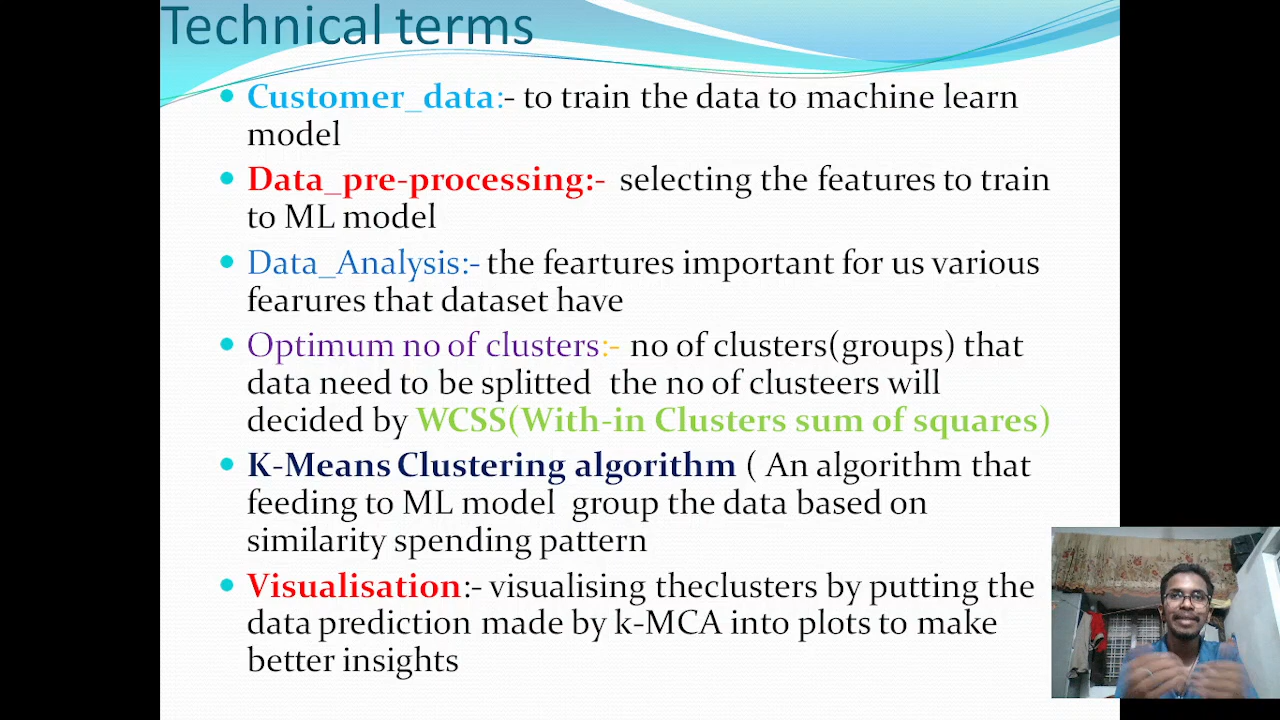 Technical terms
Customer_data:- to train the data to machine learn
model
Data_pre-processing:- selecting the features to train
to ML model
Data_Analysis:- the feartures important for us various
fearures that dataset have
Optimum no of clusters:- no of clusters(groups) that
data need to be splitted the no of clusteers will
decided by WCSS(With-in Clusters sum of squares)
K-Means Clustering algorithm ( An algorithm that
feeding to ML model group the data based on
similarity spending pattern
Visualisation:- visualising theclusters by putting the
data prediction made by k-MCA into plots to make
better insights